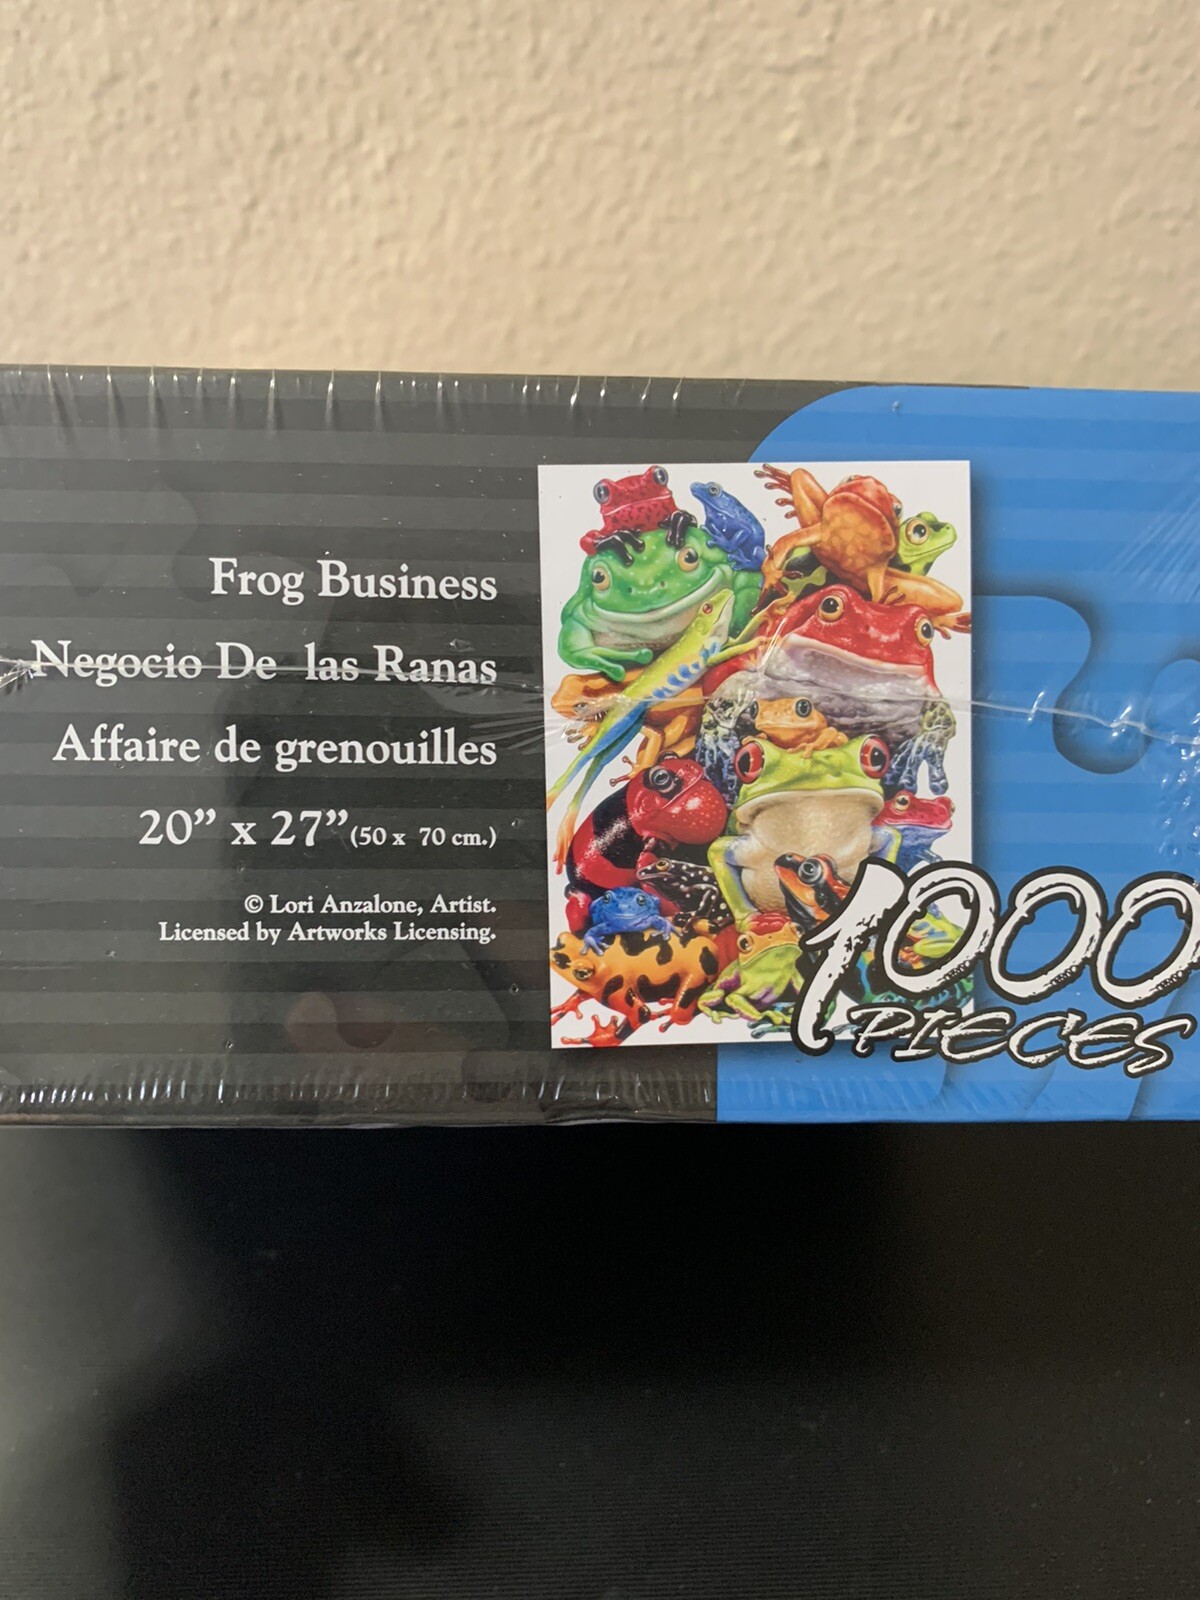 Frog Business
Negocio De las Ranas
Affaire de grenouilles
20” x 27” (50 x 70 cm.)
© Lori Anzalone, Artist.
Licensed by Artworks Licensing.
1000
PIECES